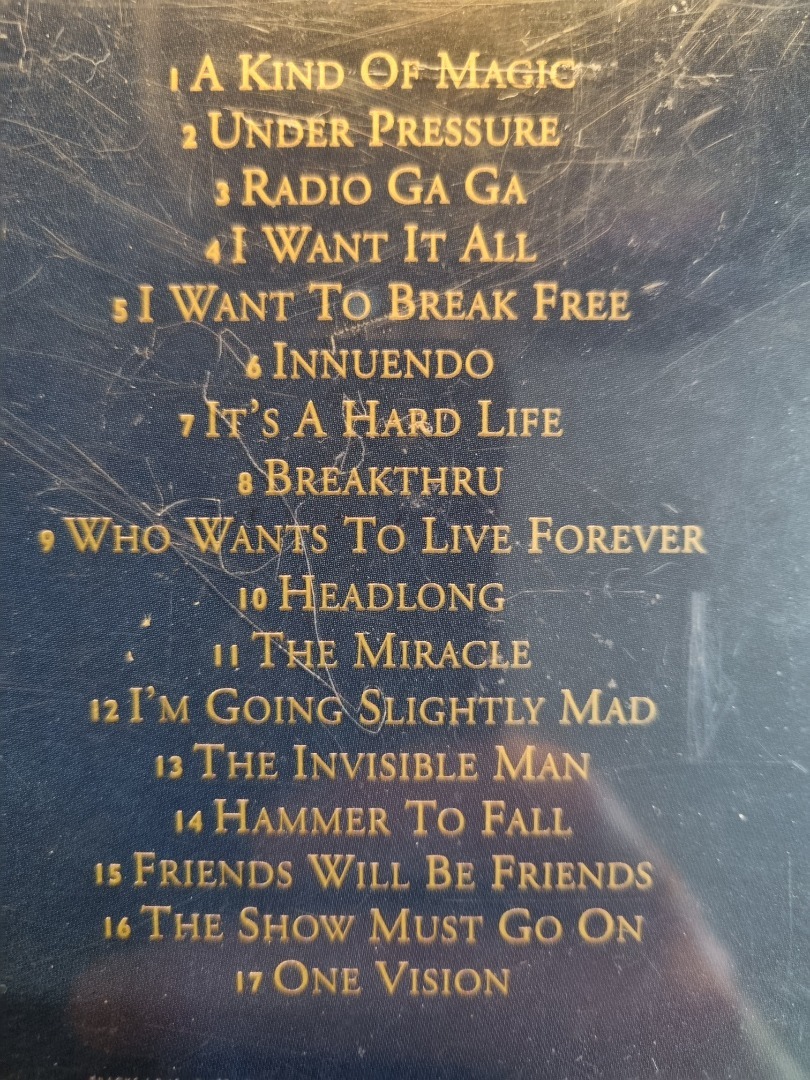 1 A Kind Of Magic
2 Under Pressure
3 Radio Ga Ga
4 I Want It All
5 I Want To Break Free
6 Innuendo
7 It's A Hard Life
8 Breakthru
9 Who Wants To Live Forever
10 Headlong
11 The Miracle
12 I'm Going Slightly Mad
13 The Invisible Man
14 Hammer To Fall
15 Friends Will Be Friends
16 The Show Must Go On
17 One Vision